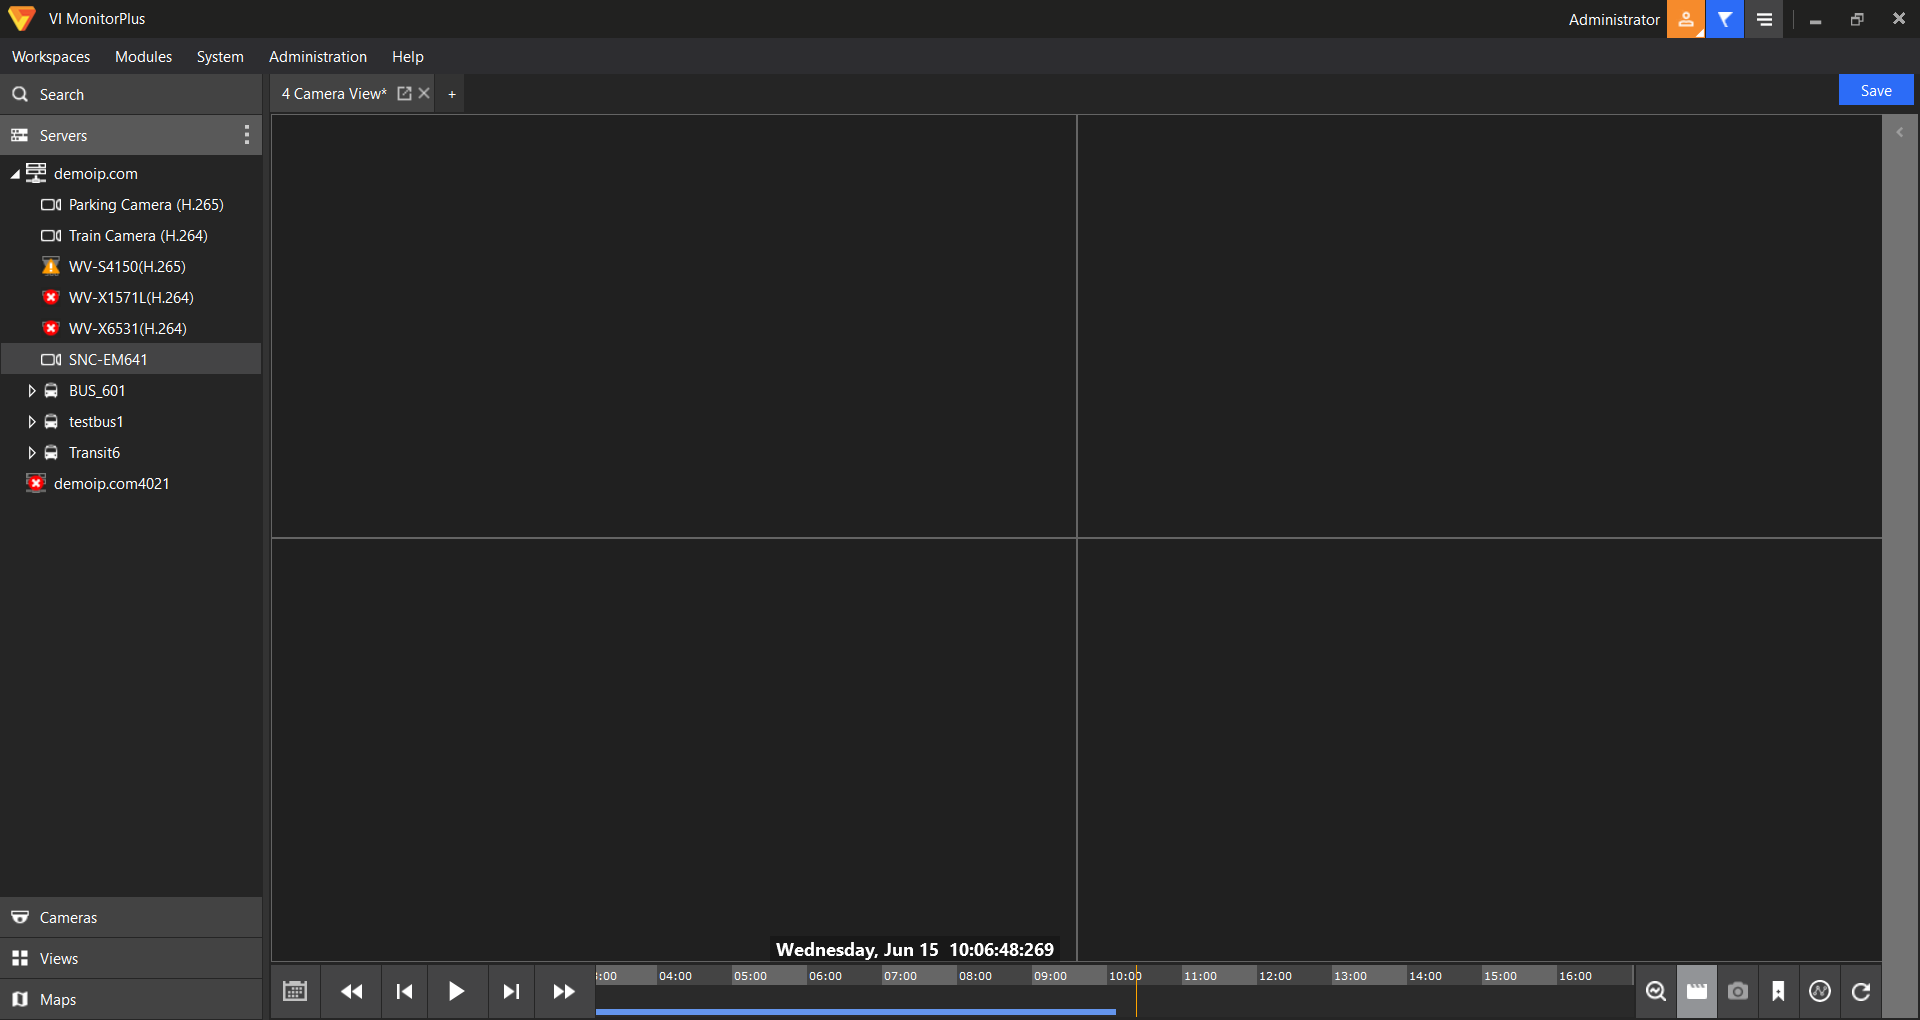 VI MonitorPlus
Administrator
Workspaces Modules System Administration Help
Search
4 Camera View* +
Save
Servers
demoip.com
Parking Camera (H.265)
Train Camera (H.264)
WV-S4150(H.265)
WV-X1571L(H.264)
WV-X6531(H.264)
SNC-EM641
BUS_601
testbus1
Transit6
demoip.com4021
Cameras
Views
Maps
Wednesday, Jun 15 10:06:48:269
:00 04:00 05:00 06:00 07:00 08:00 09:00 10:00 11:00 12:00 13:00 14:00 15:00 16:00